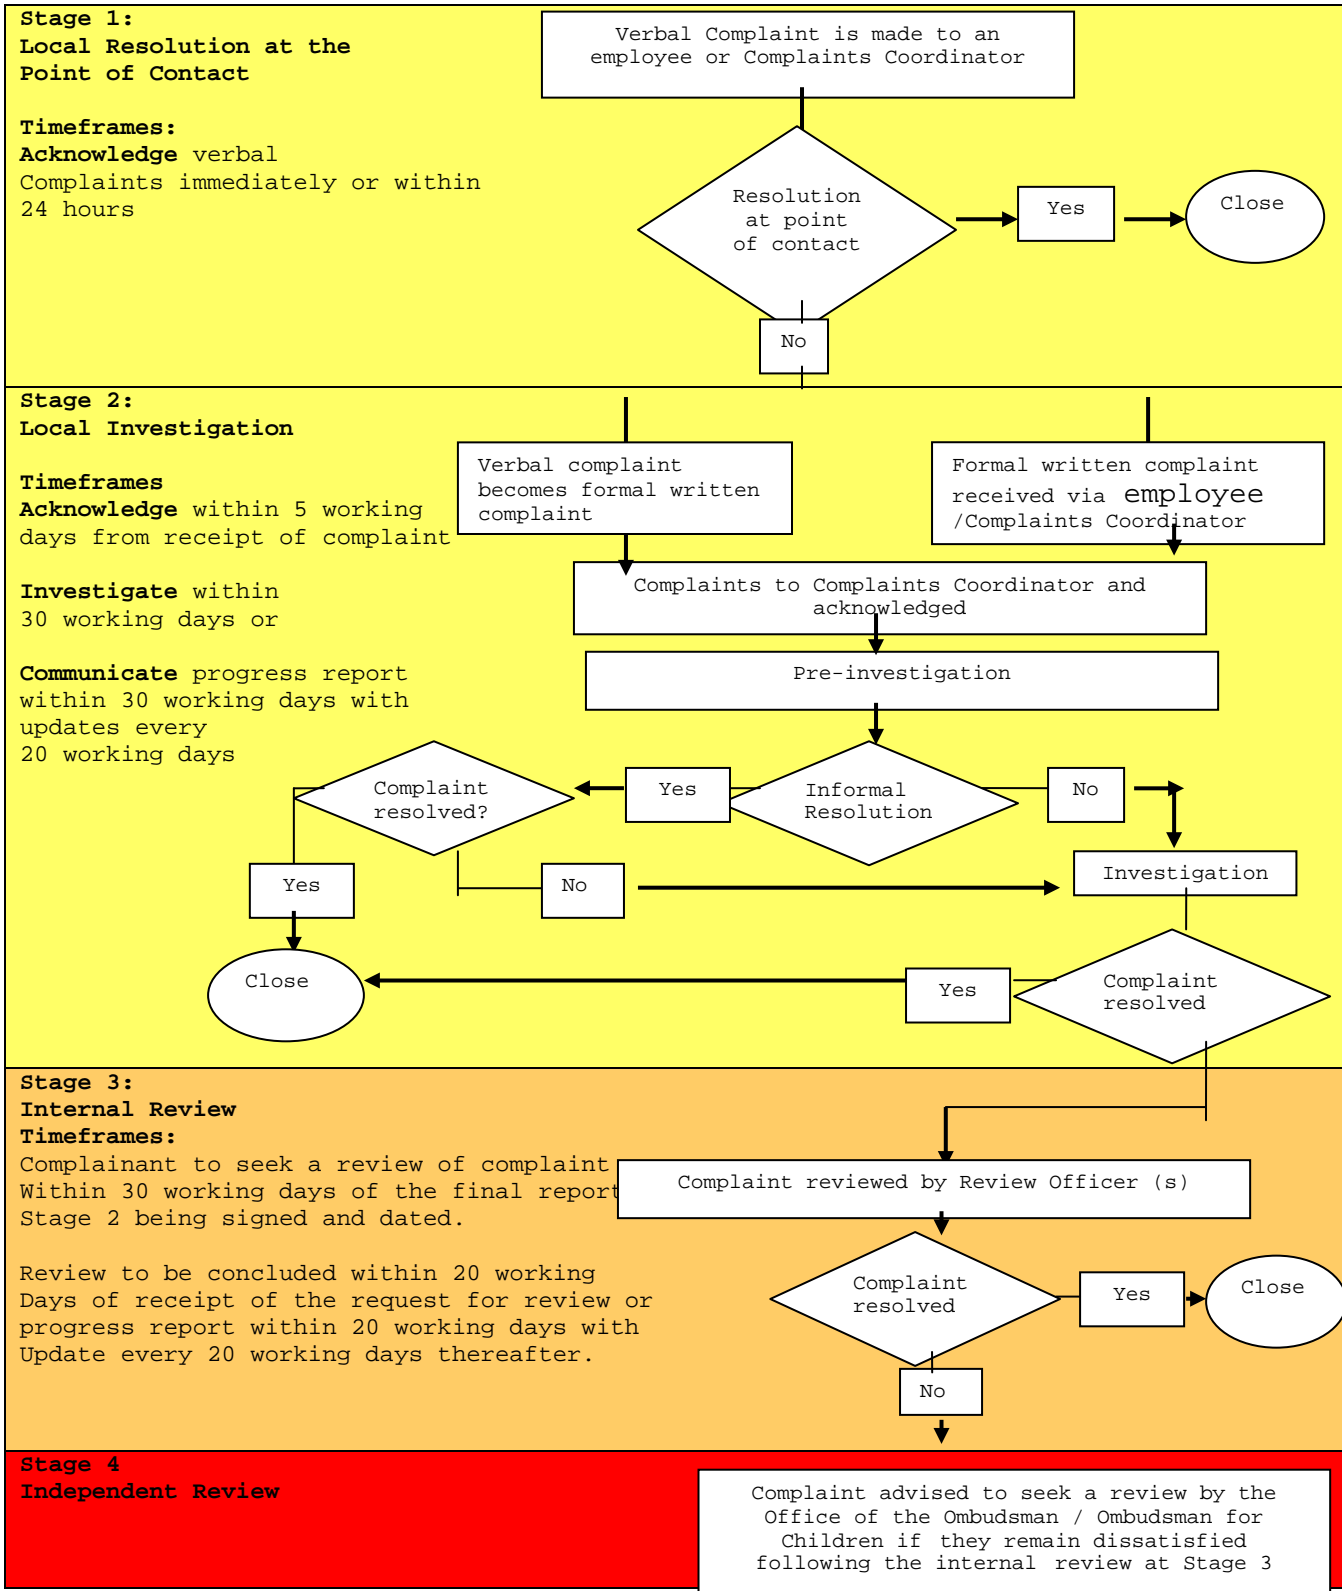 Stage 1:
Local Resolution at the
Point of Contact
Timeframes:
Acknowledge verbal
Complaints immediately or within
24 hours
Verbal Complaint is made to an
employee or Complaints Coordinator
Resolution
at point
of contact
Yes
Close
No
Stage 2:
Local Investigation
Timeframes
Acknowledge within 5 working
days from receipt of complaint
Investigate within
30 working days or
Communicate progress report
within 30 working days with
updates every
20 working days
Verbal complaint
becomes formal written
complaint
Formal written complaint
received via employee
/Complaints Coordinator
Complaints to Complaints Coordinator and
acknowledged
Pre-investigation
Complaint
resolved?
Yes
Informal
Resolution
No
Yes
No
Investigation
Close
Yes
Complaint
resolved
Stage 3:
Internal Review
Timeframes:
Complainant to seek a review of complaint
Within 30 working days of the final report
Stage 2 being signed and dated.
Review to be concluded within 20 working
Days of receipt of the request for review or
progress report within 20 working days with
Update every 20 working days thereafter.
Complaint reviewed by Review Officer (s)
Complaint
resolved
Yes
Close
No
Stage 4
Independent Review
Complaint advised to seek a review by the
Office of the Ombudsman / Ombudsman for
Children if they remain dissatisfied
following the internal review at Stage 3